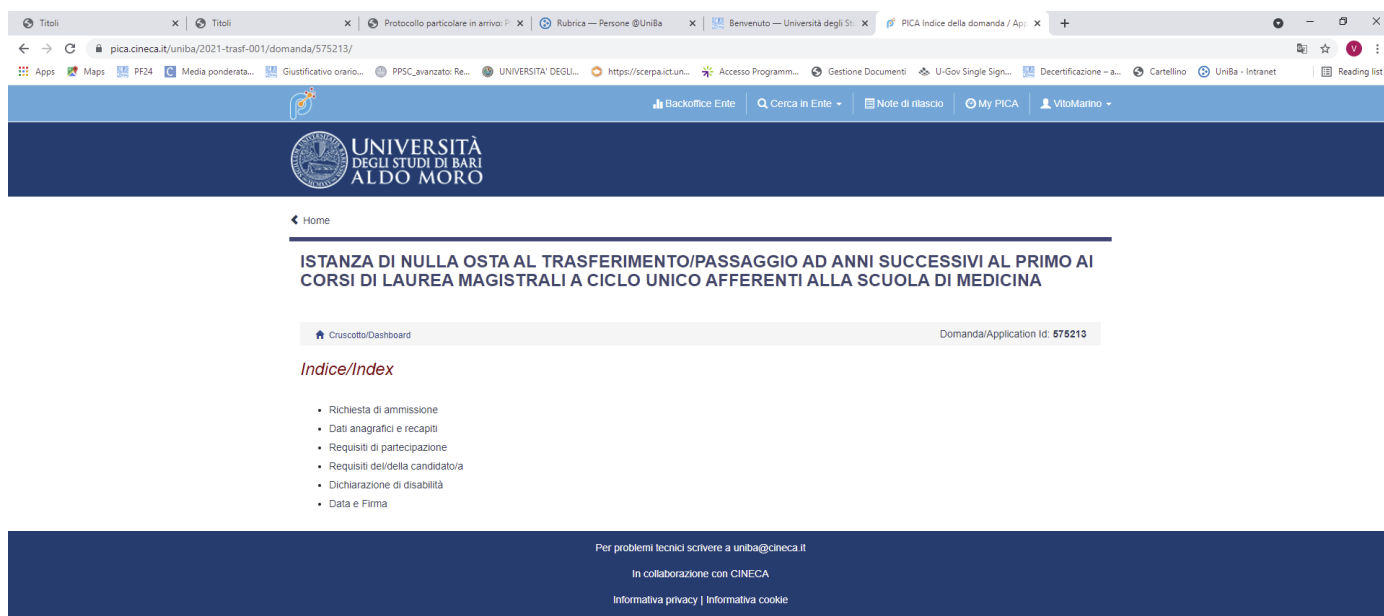 Titoli
Titoli
Protocollo particolare in arrivo: P
Rubrica — Persone @UniBa
Benvenuto — Università degli St
PICA Indice della domanda / App
pica.cineca.it/uniba/2021-trasf-001/domanda/575213/
V
Apps Maps PF24 Media ponderata... Giustificativo orario... PPSC_avanzato: Re... UNIVERSITA' DEGLI... https://scerpa.ict.un... Accesso Programm... Gestione Documenti U-Gov Single Sign... Decertificazione – a... Cartellino UniBa - Intranet Reading list
Backoffice Ente Cerca in Ente Note di rilascio My PICA VitoMarino
UNIVERSITÀ
DEGLI STUDI DI BARI
ALDO MORO
Home
ISTANZA DI NULLA OSTA AL TRASFERIMENTO/PASSAGGIO AD ANNI SUCCESSIVI AL PRIMO AI
CORSI DI LAUREA MAGISTRALI A CICLO UNICO AFFERENTI ALLA SCUOLA DI MEDICINA
Cruscotto/Dashboard Domanda/Application Id: 575213
Indice/Index
• Richiesta di ammissione
• Dati anagrafici e recapiti
• Requisiti di partecipazione
• Requisiti del/della candidato/a
• Dichiarazione di disabilità
• Data e Firma
Per problemi tecnici scrivere a uniba@cineca.it
In collaborazione con CINECA
Informativa privacy | Informativa cookie